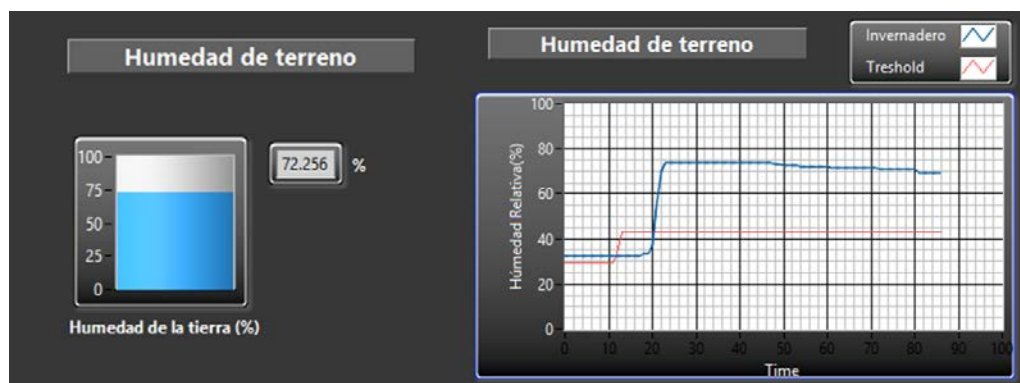 Humedad de terreno
100
75
50
25
0
72.256 %
Humedad de la tierra (%)
Humedad de terreno
Invernadero
Treshold
Húmedad Relativa(%)
100
80
60
40
20
0
0 10 20 30 40 50 60 70 80 90 100
Time